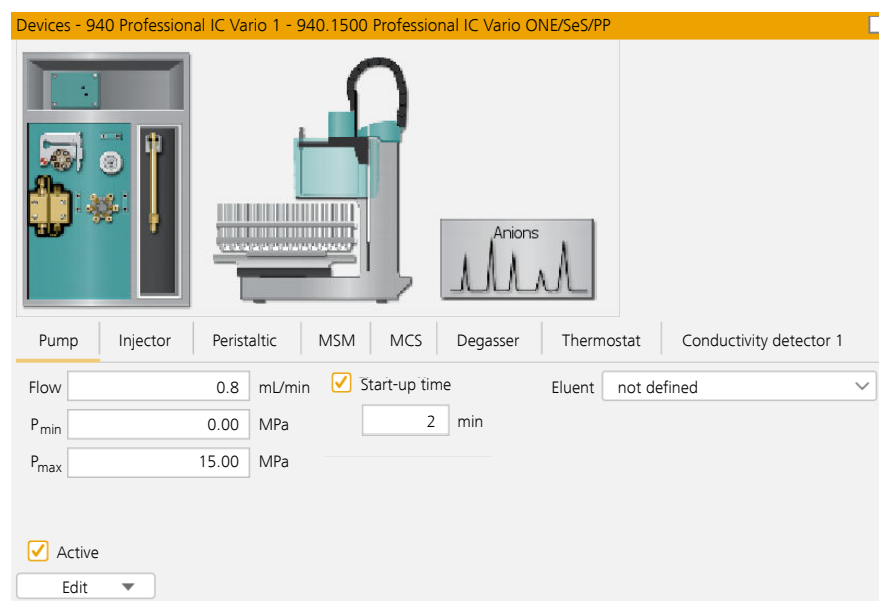 Devices - 940 Professional IC Vario 1 - 940.1500 Professional IC Vario ONE/SeS/PP
Anions
Pump Injector Peristaltic MSM MCS Degasser Thermostat Conductivity detector 1
Flow 0.8 mL/min Start-up time Eluent not defined
Pmin 0.00 MPa 2 min
Pmax 15.00 MPa
Active
Edit